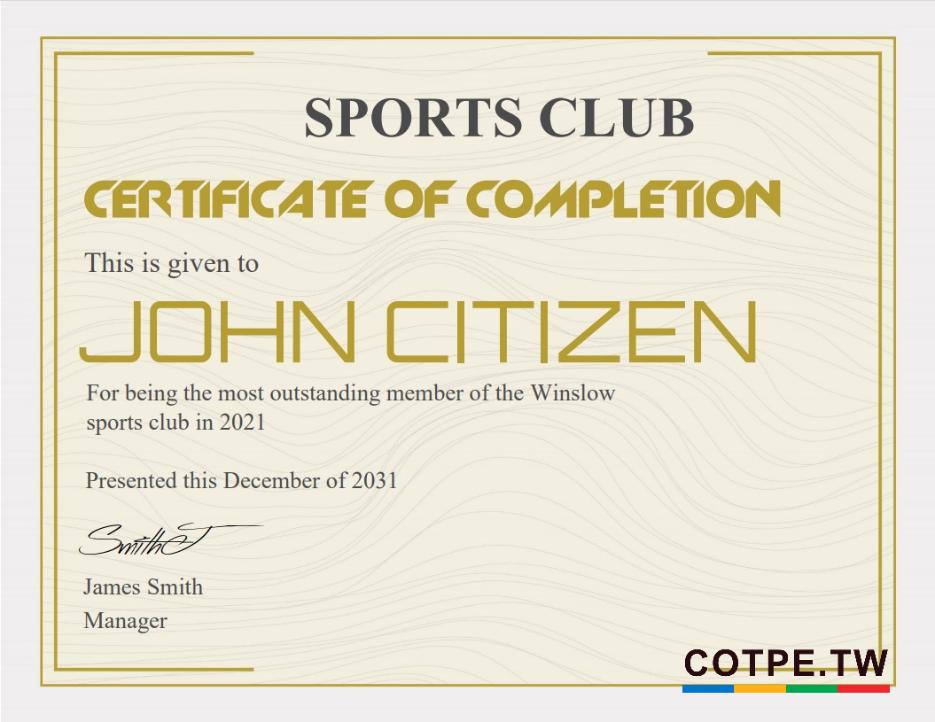 SPORTS CLUB
CERTIFICATE OF COMPLETION
This is given to
JOHN CITIZEN
For being the most outstanding member of the Winslow
sports club in 2021
Presented this December of 2031
SmithJ
James Smith
Manager
COTPE.TW